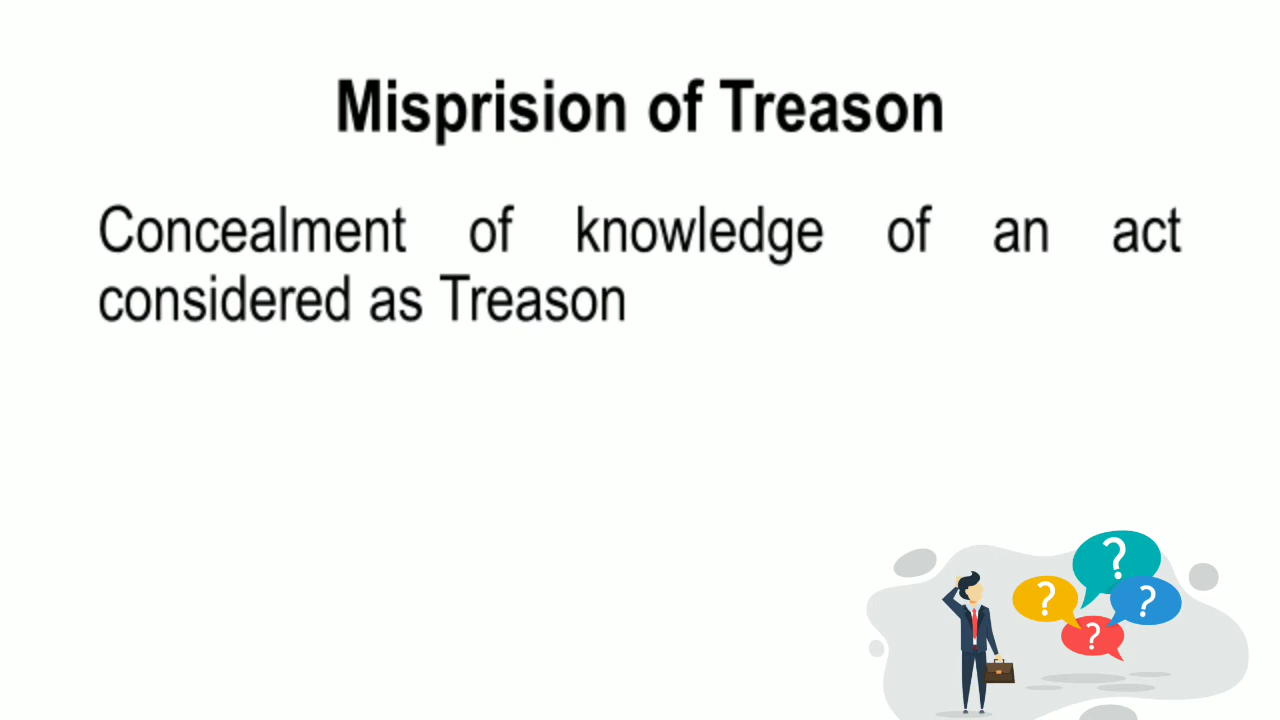 Misprision of Treason
Concealment of knowledge of an act
considered as Treason
? 
? ?
?